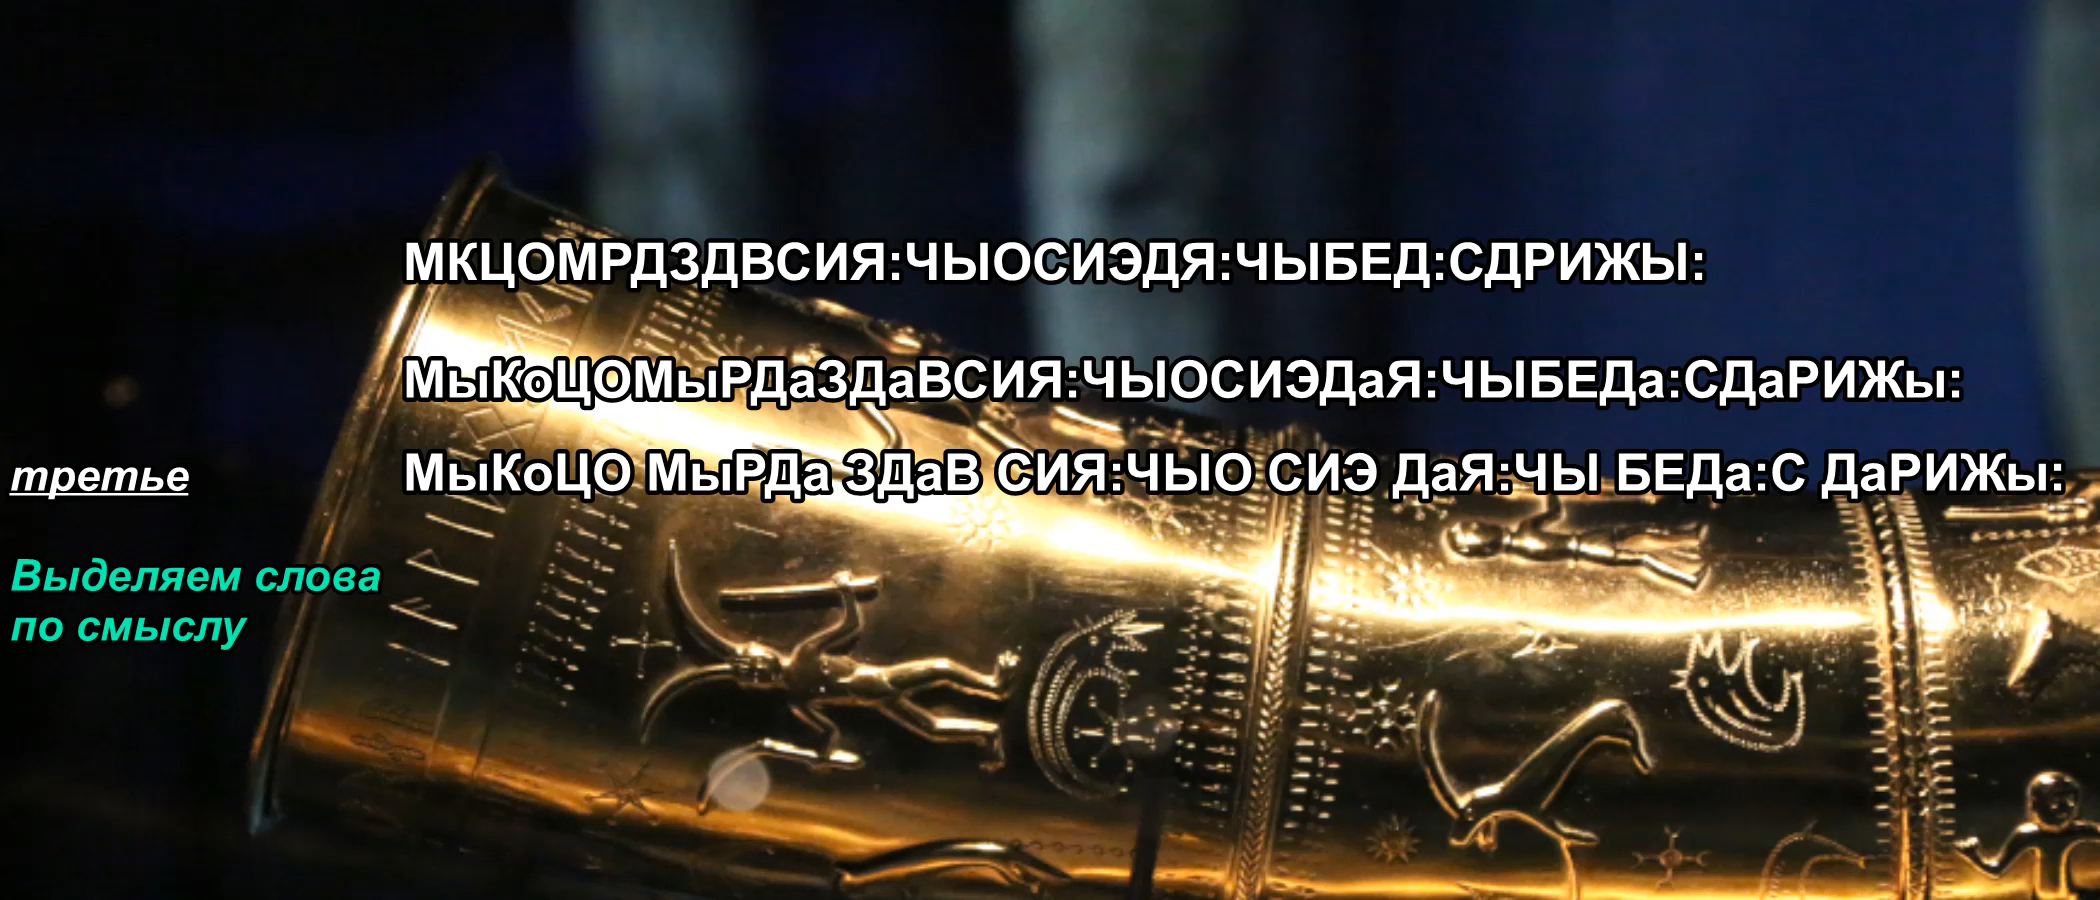 МКЦОМРДЗДВСИЯ:ЧЫОСИЭДЯ:ЧЫБЕД:СДРИЖЫ:
МыКоЦОМыРДаЗДаВСИЯ:ЧЫОСИЭДаЯ:ЧЫБЕДа:СДаРИЖы:
третье МыКоЦО МыРДа ЗДаВ СИЯ:ЧЫО СИЭ ДаЯ:ЧЫ БЕДа:С ДаРИЖы:
Выделяем слова
по смыслу